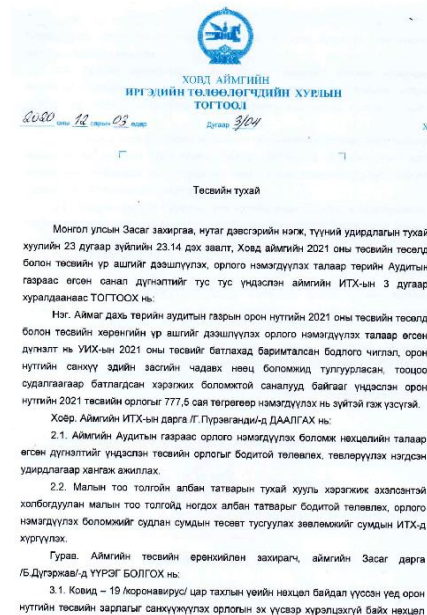 ХОВД АЙМГИЙН
ИРГЭДИЙН ТӨЛӨӨЛӨГЧДИЙН ХУРЛЫН
ТОГТООЛ
2020 оны 12 сарын 03 өдөр Дугаар 3/04 Х
Төсвийн тухай
Монгол улсын Засаг захиргаа, нутаг дэвсгэрийн нэгж, түүний удирдлагын тухай
хуулийн 23 дугаар зүйлийн 23.14 дэх заалт, Ховд аймгийн 2021 оны төсвийн төсөлд
болон төсвийн үр ашгийг дээшлүүлэх, орлого нэмэгдүүлэх талаар төрийн Аудитын
газраас өгсөн санал дүгнэлтийг тус тус үндэслэн аймгийн ИТХ-ын 3 дугаар
хуралдаанаас ТОГТООХ нь:
Нэг. Аймаг дахь төрийн аудитын газрын орон нутгийн 2021 оны төсвийн төсөлд
болон төсвийн хөрөнгийн үр ашгийг дээшлүүлэх орлого нэмэгдүүлэх талаар өгсөн
дүгнэлт нь УИХ-ын 2021 оны төсвийн батлахад баримталсан бодлого чиглэл, орон
нутгийн санхүү эдийн засгийн чадавх нөөц боломжид тулгуурласан, тооцоо
судалгаагаар батлагдсан хэрэгжих боломжтой саналууд байгааг үндэслэн орон
нутгийн 2021 төсвийн орлогыг 777,5 сая төгрөгөөр нэмэгдүүлэх нь зүйтэй гэж үзсүгэй.
Хоёр. Аймгийн ИТХ-ын дарга /Г.Пүрэвганди/-д ДААЛГАХ нь:
2.1. Аймгийн Аудитын газраас орлого нэмэгдүүлэх боломж нөхцөлийн талаар
өгсөн дүгнэлтийг үндэслэн төсвийн орлогыг бодитой төлөвлөх, төвлөрүүлэх нэгдсэн
удирдлагаар хангаж ажиллах.
2.2. Малын тоо толгойн албан татварын тухай хууль хэрэгжиж эхэлсэнтэй
холбогдуулан малын тоо толгойд ногдох албан татварыг бодитой төлөвлөх, орлого
нэмэгдүүлэх боломжийг судлан сумдын төсөвт тусгуулах зөвлөмжийг сумдын ИТХ-д
хүргүүлэх.
Гурав. Аймгийн төсвийн ерөнхийлөн захирагч, аймгийн Засаг дарга
/Б.Дүгэржав/-д ҮҮРЭГ БОЛГОХ нь:
3.1. Ковид – 19 /коронавирус/ цар тахлын үеийн нөхцөл байдал үүссэн үед орон
нутгийн төсвийн зарлагыг санхүүжүүлэх орлогын эх үүсвэр хүрэлцэхгүй байх нөхцөл